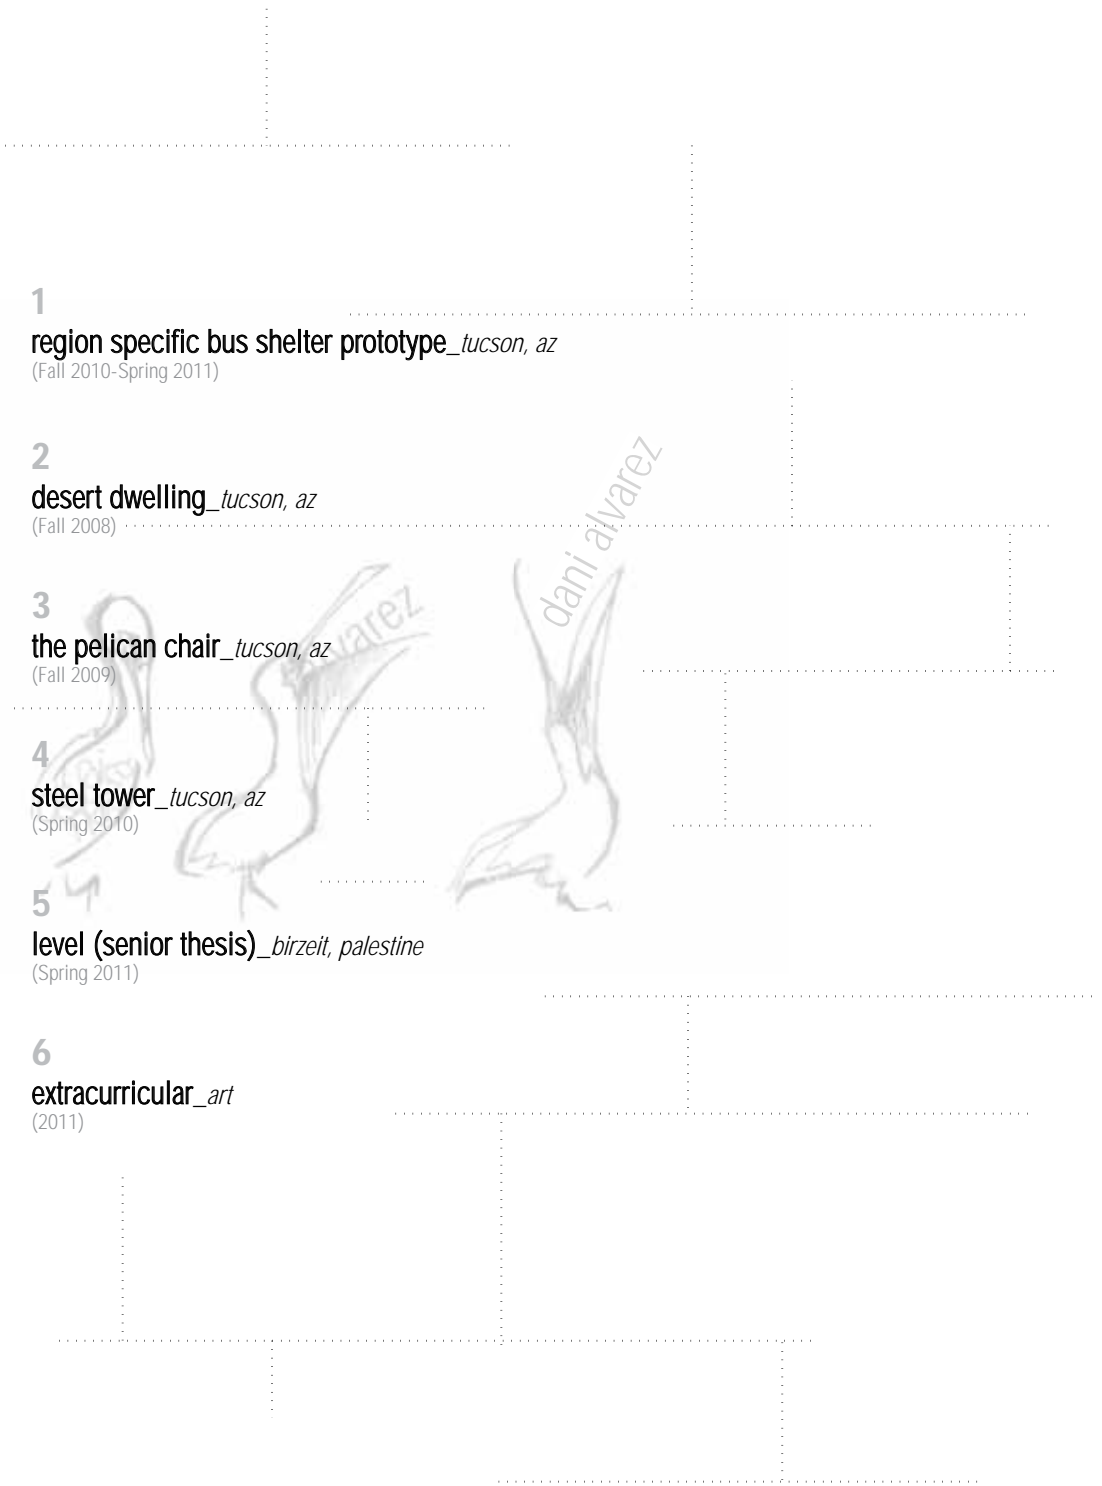 1
region specific bus shelter prototype_tucson, az
(Fall 2010-Spring 2011)
2
desert dwelling_tucson, az
(Fall 2008)
dani alvarez
3
the pelican chair_tucson, az
(Fall 2009)
4
steel tower_tucson, az
(Spring 2010)
5
level (senior thesis)_birzeit, palestine
(Spring 2011)
6
extracurricular_art
(2011)